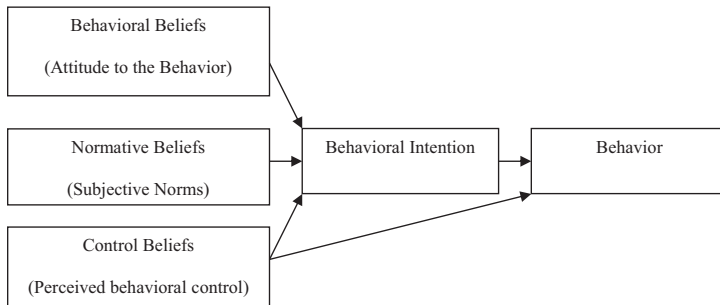 Behavioral Beliefs
(Attitude to the Behavior)
Normative Beliefs
(Subjective Norms)
Behavioral Intention
Behavior
Control Beliefs
(Perceived behavioral control)